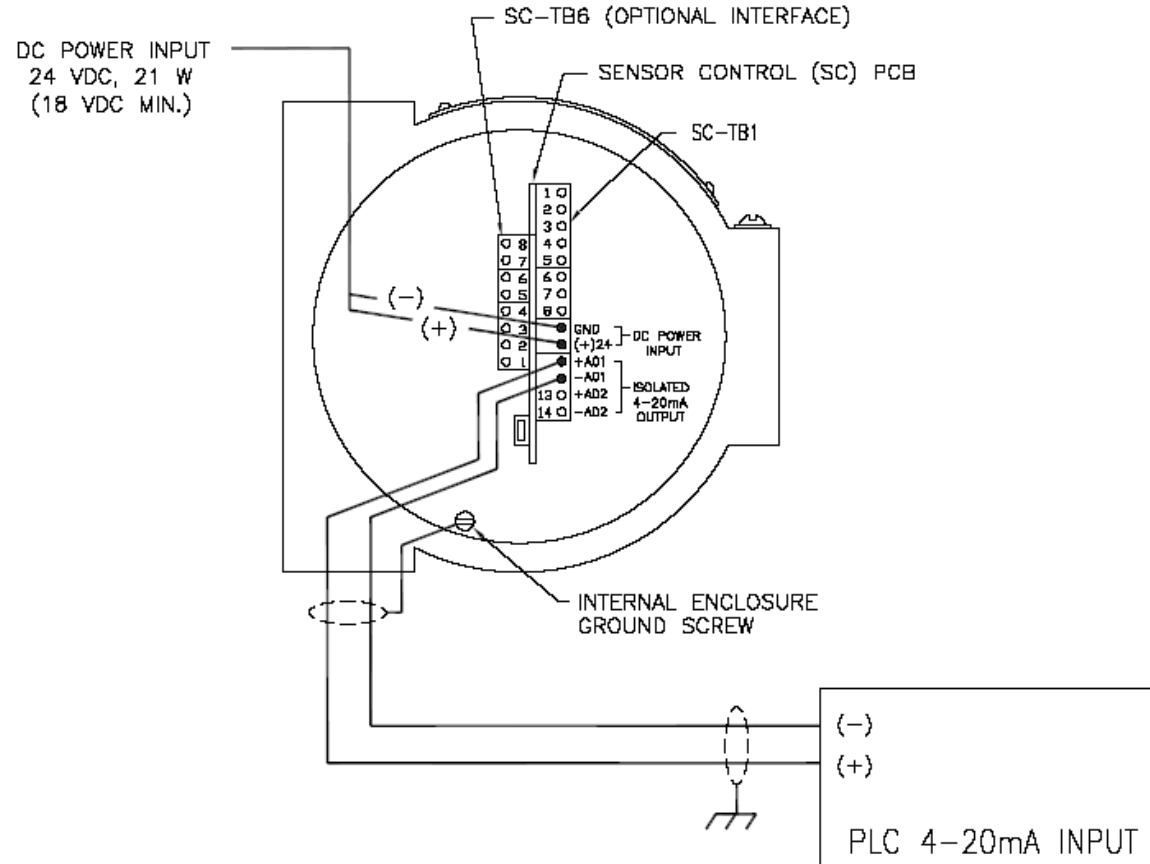 SC-TB6 (OPTIONAL INTERFACE)
DC POWER INPUT
24 VDC, 21 W
(18 VDC MIN.)
SENSOR CONTROL (SC) PCB
SC-TB1
1
2
3
4
5
6
7
8
8
7
6
5
4
3
2
1
(-)
(+)
GND
(+)24
DC POWER
INPUT
+AO1
-AO1
13 +AO2
14 -AO2
ISOLATED
4-20mA
OUTPUT
INTERNAL ENCLOSURE
GROUND SCREW
(-)
(+)
PLC 4-20mA INPUT